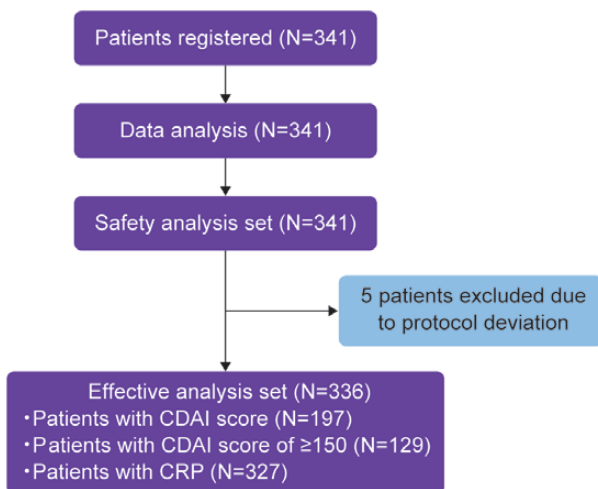 Patients registered (N=341)
Data analysis (N=341)
Safety analysis set (N=341)
5 patients excluded due
to protocol deviation
Effective analysis set (N=336)
・Patients with CDAI score (N=197)
・Patients with CDAI score of ≥150 (N=129)
・Patients with CRP (N=327)